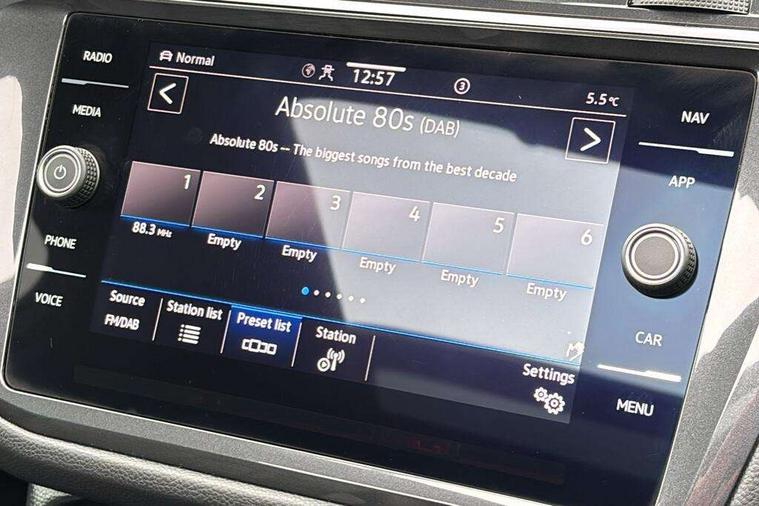 RADIO
MEDIA
PHONE
VOICE
Normal
12:57
3
5.5°C
Absolute 80s (DAB)
Absolute 80s -- The biggest songs from the best decade
1 2 3 4 5 6
88.3 MHz Empty Empty Empty Empty Empty
Source
FM/DAB
Station list
Preset list
Station
Settings
NAV
APP
CAR
MENU